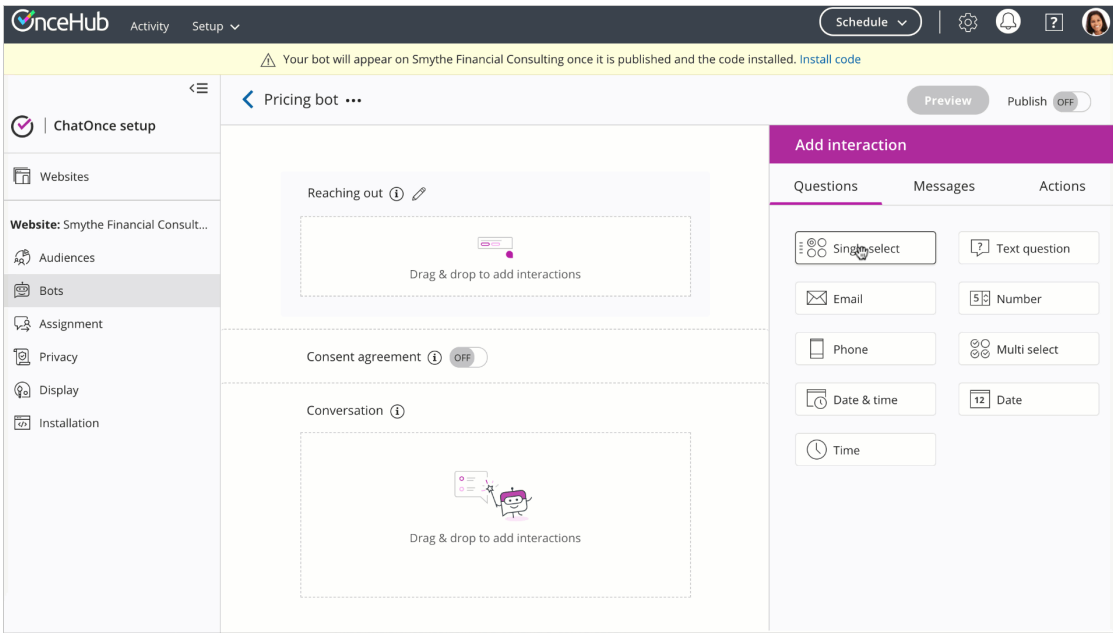 OnceHub
Activity
Setup
Schedule
?
Your bot will appear on Smythe Financial Consulting once it is published and the code installed. Install code
ChatOnce setup
Websites
Website: Smythe Financial Consult...
Audiences
Bots
Assignment
Privacy
Display
Installation
Pricing bot
Preview
Publish
OFF
Reaching out
Drag & drop to add interactions
Consent agreement
OFF
Conversation
Drag & drop to add interactions
Add interaction
Questions
Messages
Actions
Single select
Text question
Email
5
Number
Phone
Multi select
Date & time
12
Date
Time